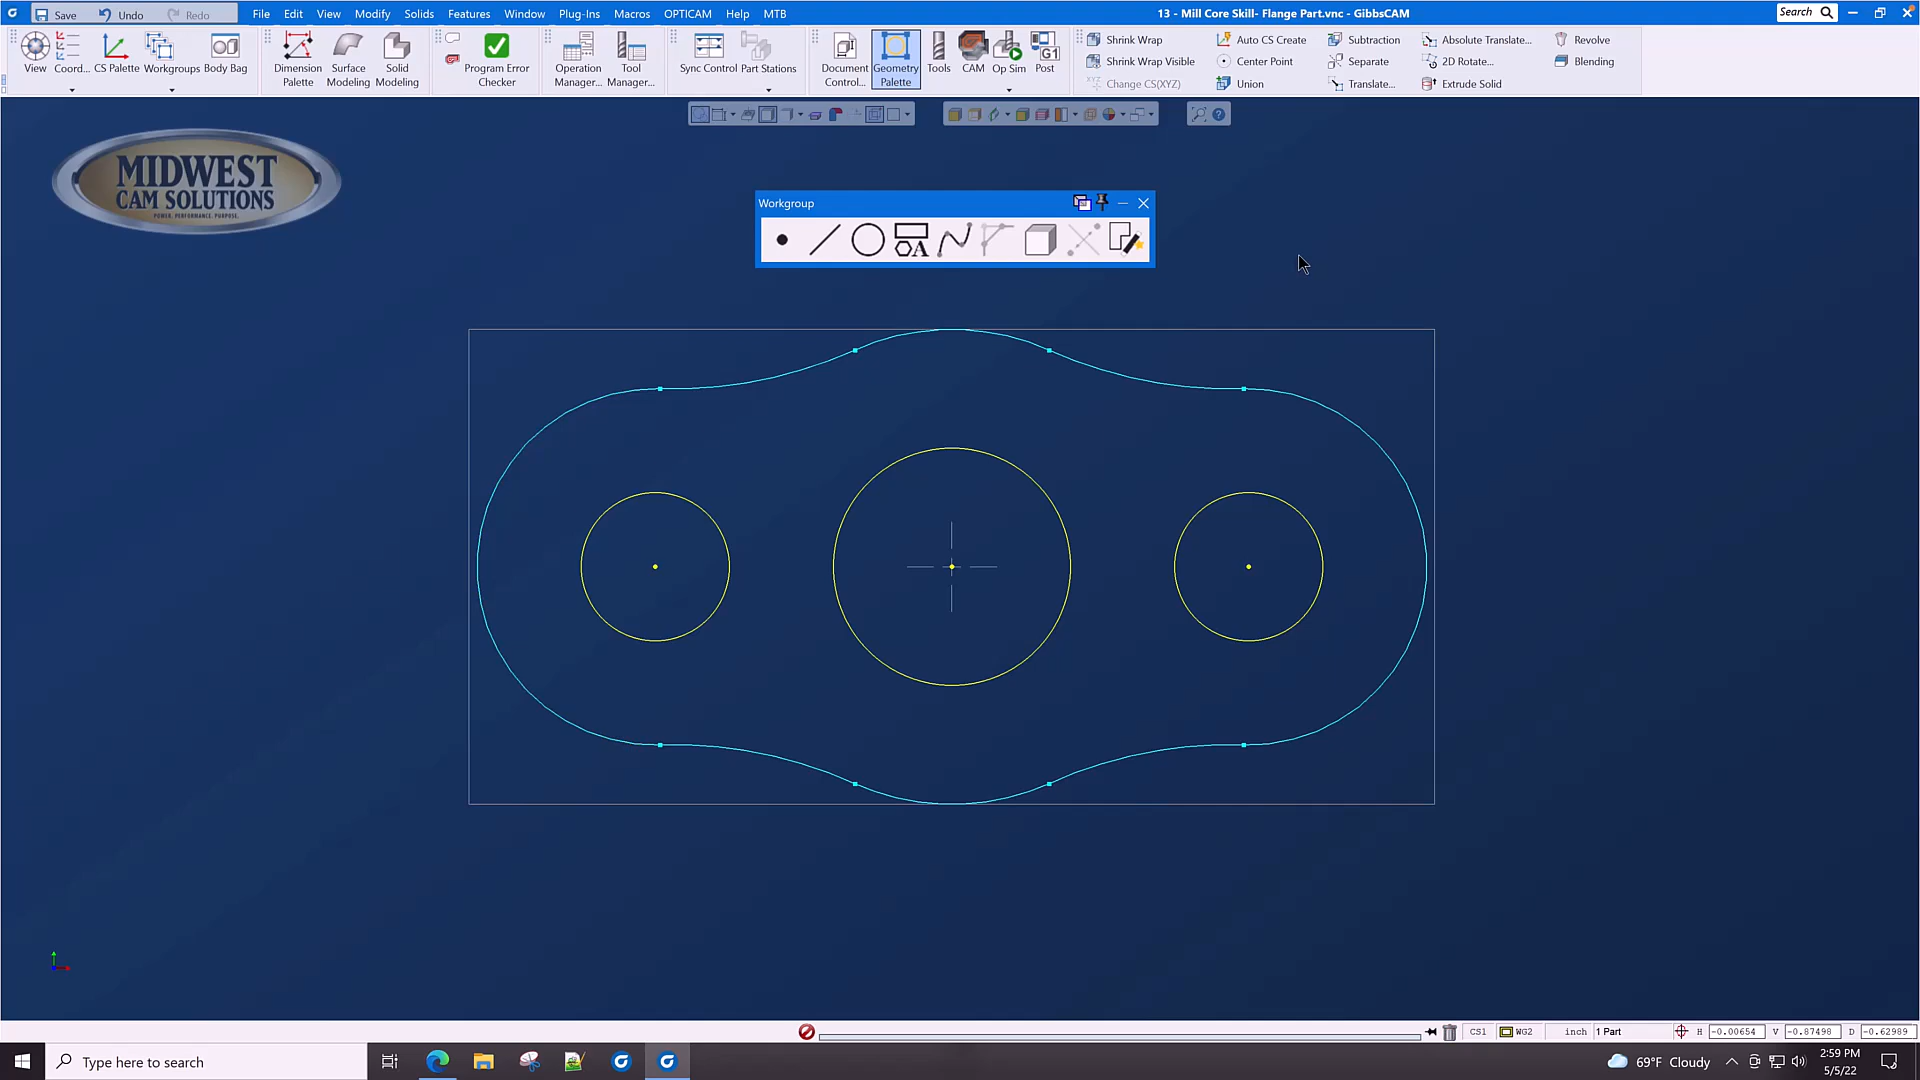 Save Undo Redo File Edit View Modify Solids Features Window Plug-Ins Macros OPTICAM Help MTB 13 - Mill Core Skill- Flange Part.vnc - GibbsCAM Search
View Coord... CS Palette Workgroups Body Bag
Dimension Palette
Surface Modeling
Solid Modeling
Program Error Checker
Operation Manager...
Tool Manager...
Sync Control Part Stations
Document Control...
Geometry Palette
Tools CAM Op Sim Post
G1
Shrink Wrap Auto CS Create Subtraction Absolute Translate... Revolve
Shrink Wrap Visible Center Point Separate 2D Rotate... Blending
XYZ Change CS(XYZ) Union Translate... Extrude Solid
MIDWEST
CAM SOLUTIONS
POWER. PERFORMANCE. PURPOSE.
Workgroup
A
CS1 WG2 inch 1 Part H -0.00654 V -0.87498 D -0.62989
Type here to search
69°F Cloudy
2:59 PM
5/5/22